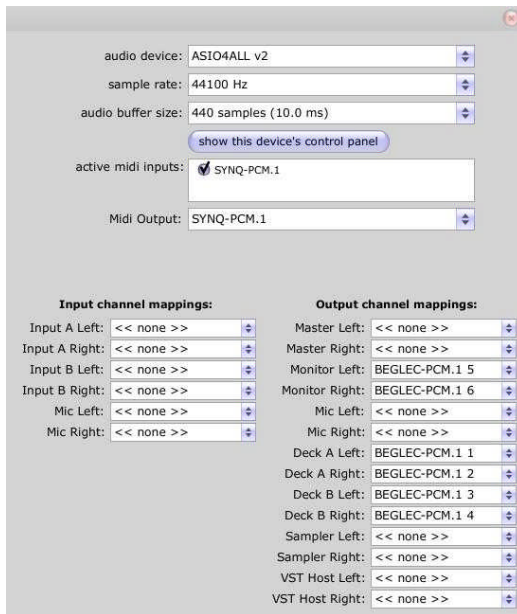 audio device: ASIO4ALL v2
sample rate: 44100 Hz
audio buffer size: 440 samples (10.0 ms)
show this device's control panel
active midi inputs: SYNQ-PCM.1
Midi Output: SYNQ-PCM.1
Input channel mappings:
Input A Left: << none >>
Input A Right: << none >>
Input B Left: << none >>
Input B Right: << none >>
Mic Left: << none >>
Mic Right: << none >>
Output channel mappings:
Master Left: << none >>
Master Right: << none >>
Monitor Left: BEGLEC-PCM.1 5
Monitor Right: BEGLEC-PCM.1 6
Mic Left: << none >>
Mic Right: << none >>
Deck A Left: BEGLEC-PCM.1 1
Deck A Right: BEGLEC-PCM.1 2
Deck B Left: BEGLEC-PCM.1 3
Deck B Right: BEGLEC-PCM.1 4
Sampler Left: << none >>
Sampler Right: << none >>
VST Host Left: << none >>
VST Host Right: << none >>